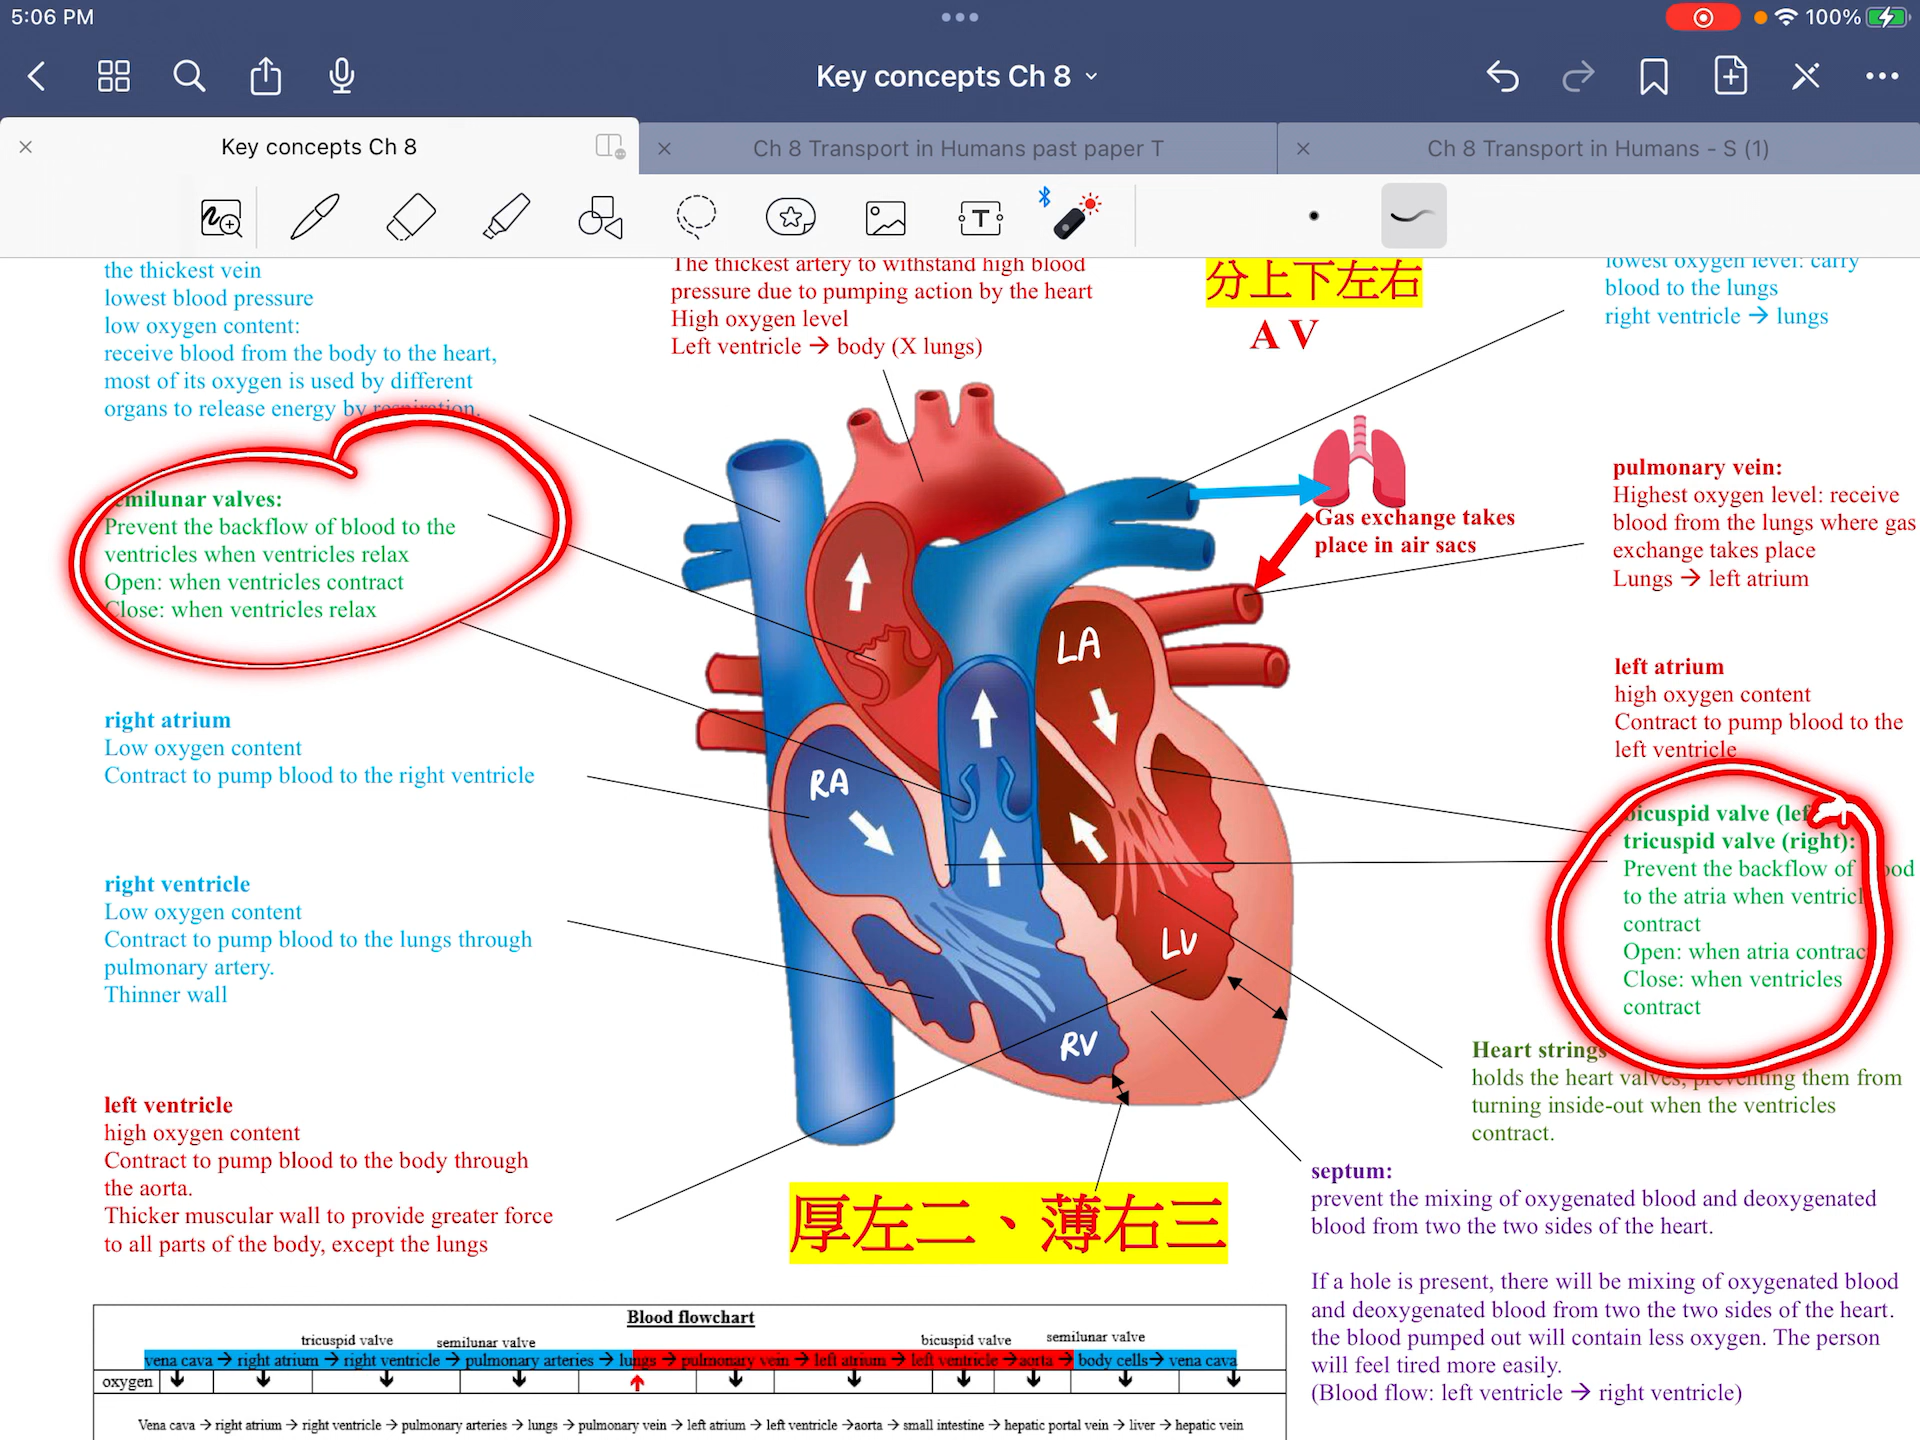 5:06 PM
100%
Key concepts Ch 8
Key concepts Ch 8
Ch 8 Transport in Humans past paper T
Ch 8 Transport in Humans - S (1)
T
the thickest vein
lowest blood pressure
low oxygen content:
receive blood from the body to the heart,
most of its oxygen is used by different
organs to release energy by respiration.
The thickest artery to withstand high blood
pressure due to pumping action by the heart
High oxygen level
Left ventricle → body (X lungs)
分上下左右
A V
lowest oxygen level: carry
blood to the lungs
right ventricle → lungs
semilunar valves:
Prevent the backflow of blood to the
ventricles when ventricles relax
Open: when ventricles contract
Close: when ventricles relax
Gas exchange takes
place in air sacs
pulmonary vein:
Highest oxygen level: receive
blood from the lungs where gas
exchange takes place
Lungs → left atrium
left atrium
high oxygen content
Contract to pump blood to the
left ventricle
right atrium
Low oxygen content
Contract to pump blood to the right ventricle
LA
RA
LV
RV
bicuspid valve (lef
tricuspid valve (right):
Prevent the backflow of blood
to the atria when ventricl
contract
Open: when atria contrac
Close: when ventricles
contract
right ventricle
Low oxygen content
Contract to pump blood to the lungs through
pulmonary artery.
Thinner wall
Heart strings
holds the heart valves, preventing them from
turning inside-out when the ventricles
contract.
left ventricle
high oxygen content
Contract to pump blood to the body through
the aorta.
Thicker muscular wall to provide greater force
to all parts of the body, except the lungs
厚左二、薄右三
septum:
prevent the mixing of oxygenated blood and deoxygenated
blood from two the two sides of the heart.
If a hole is present, there will be mixing of oxygenated blood
and deoxygenated blood from two the two sides of the heart.
the blood pumped out will contain less oxygen. The person
will feel tired more easily.
(Blood flow: left ventricle → right ventricle)
Blood flowchart
tricuspid valve semilunar valve bicuspid valve semilunar valve
vena cava → right atrium → right ventricle → pulmonary arteries → lungs → pulmonary vein → left atrium → left ventricle → aorta → body cells → vena cava
oxygen ↓ ↓ ↓ ↓ ↑ ↓ ↓ ↓ ↓ ↓ ↓
Vena cava → right atrium → right ventricle → pulmonary arteries → lungs → pulmonary vein → left atrium → left ventricle →aorta → small intestine → hepatic portal vein → liver → hepatic vein